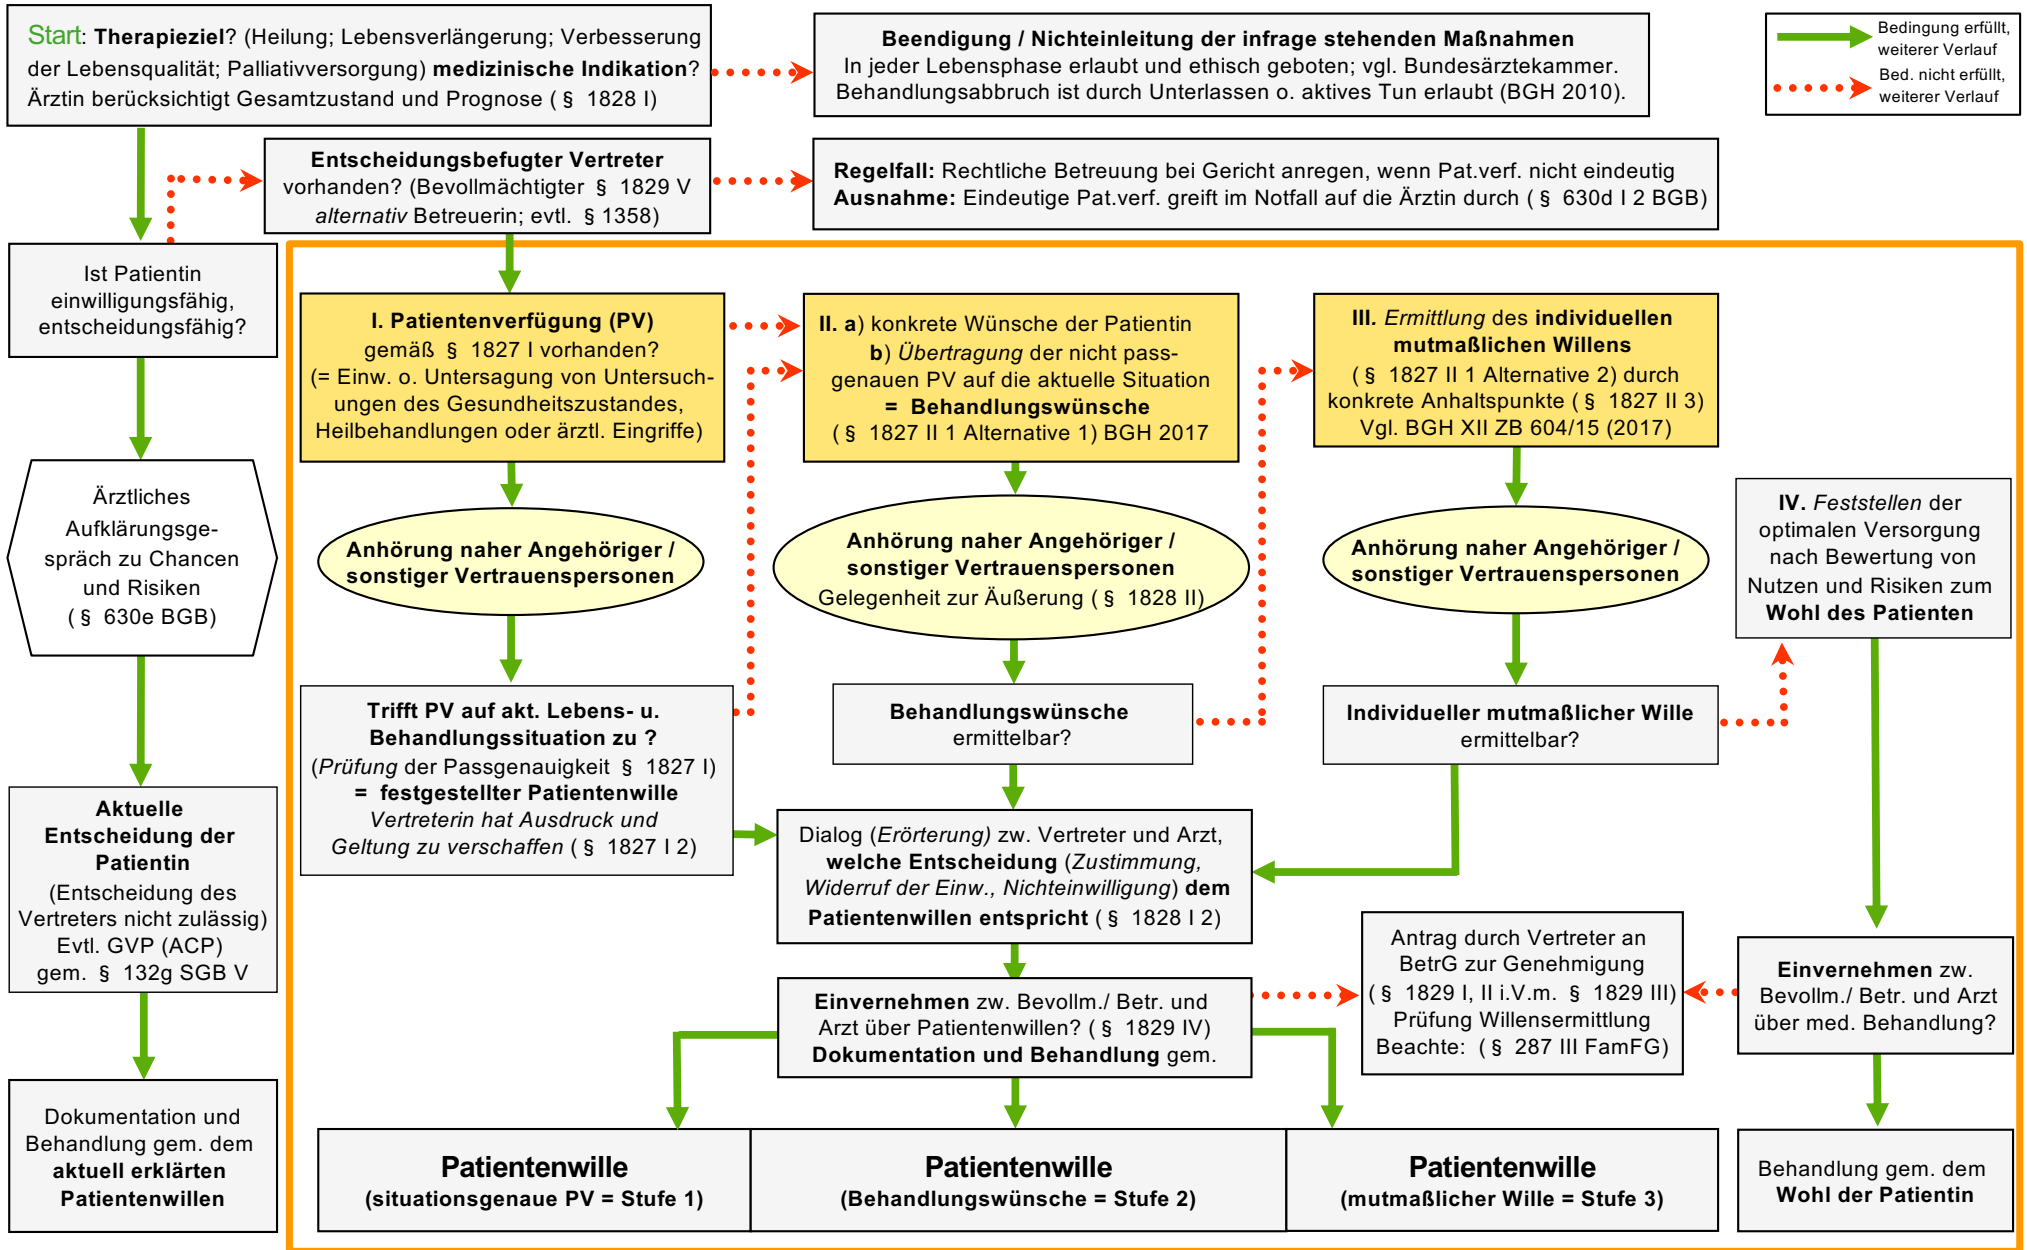 Start: Therapieziel? (Heilung; Lebensverlängerung; Verbesserung
der Lebensqualität; Palliativversorgung) medizinische Indikation?
Ärztin berücksichtigt Gesamtzustand und Prognose ( § 1828 I)
Beendigung / Nichteinleitung der infrage stehenden Maßnahmen
In jeder Lebensphase erlaubt und ethisch geboten; vgl. Bundesärztekammer.
Behandlungsabbruch ist durch Unterlassen o. aktives Tun erlaubt (BGH 2010).
Bedingung erfüllt,
weiterer Verlauf
Bed. nicht erfüllt,
weiterer Verlauf
Entscheidungsbefugter Vertreter
vorhanden? (Bevollmächtigter § 1829 V
alternativ Betreuerin; evtl. § 1358)
Regelfall: Rechtliche Betreuung bei Gericht anregen, wenn Pat.verf. nicht eindeutig
Ausnahme: Eindeutige Pat.verf. greift im Notfall auf die Ärztin durch ( § 630d I 2 BGB)
Ist Patientin
einwilligungsfähig,
entscheidungsfähig?
Ärztliches
Aufklärungsge-
spräch zu Chancen
und Risiken
( § 630e BGB)
Aktuelle
Entscheidung der
Patientin
(Entscheidung des
Vertreters nicht zulässig)
Evtl. GVP (ACP)
gem. § 132g SGB V
Dokumentation und
Behandlung gem. dem
aktuell erklärten
Patientenwillen
I. Patientenverfügung (PV)
gemäß § 1827 I vorhanden?
(= Einw. o. Untersagung von Untersuch-
ungen des Gesundheitszustandes,
Heilbehandlungen oder ärztl. Eingriffe)
Anhörung naher Angehöriger /
sonstiger Vertrauenspersonen
Trifft PV auf akt. Lebens- u.
Behandlungssituation zu ?
(Prüfung der Passgenauigkeit § 1827 I)
= festgestellter Patientenwille
Vertreterin hat Ausdruck und
Geltung zu verschaffen ( § 1827 I 2)
II. a) konkrete Wünsche der Patientin
b) Übertragung der nicht pass-
genauen PV auf die aktuelle Situation
= Behandlungswünsche
( § 1827 II 1 Alternative 1) BGH 2017
Anhörung naher Angehöriger /
sonstiger Vertrauenspersonen
Gelegenheit zur Äußerung ( § 1828 II)
Behandlungswünsche
ermittelbar?
III. Ermittlung des individuellen
mutmaßlichen Willens
( § 1827 II 1 Alternative 2) durch
konkrete Anhaltspunkte ( § 1827 II 3)
Vgl. BGH XII ZB 604/15 (2017)
Anhörung naher Angehöriger /
sonstiger Vertrauenspersonen
Individueller mutmaßlicher Wille
ermittelbar?
IV. Feststellen der
optimalen Versorgung
nach Bewertung von
Nutzen und Risiken zum
Wohl des Patienten
Dialog (Erörterung) zw. Vertreter und Arzt,
welche Entscheidung (Zustimmung,
Widerruf der Einw., Nichteinwilligung) dem
Patientenwillen entspricht ( § 1828 I 2)
Einvernehmen zw. Bevollm./ Betr. und
Arzt über Patientenwillen? ( § 1829 IV)
Dokumentation und Behandlung gem.
Antrag durch Vertreter an
BetrG zur Genehmigung
( § 1829 I, II i.V.m. § 1829 III)
Prüfung Willensermittlung
Beachte: ( § 287 III FamFG)
Einvernehmen zw.
Bevollm./ Betr. und Arzt
über med. Behandlung?
Patientenwille
(situationsgenaue PV = Stufe 1)
Patientenwille
(Behandlungswünsche = Stufe 2)
Patientenwille
(mutmaßlicher Wille = Stufe 3)
Behandlung gem. dem
Wohl der Patientin